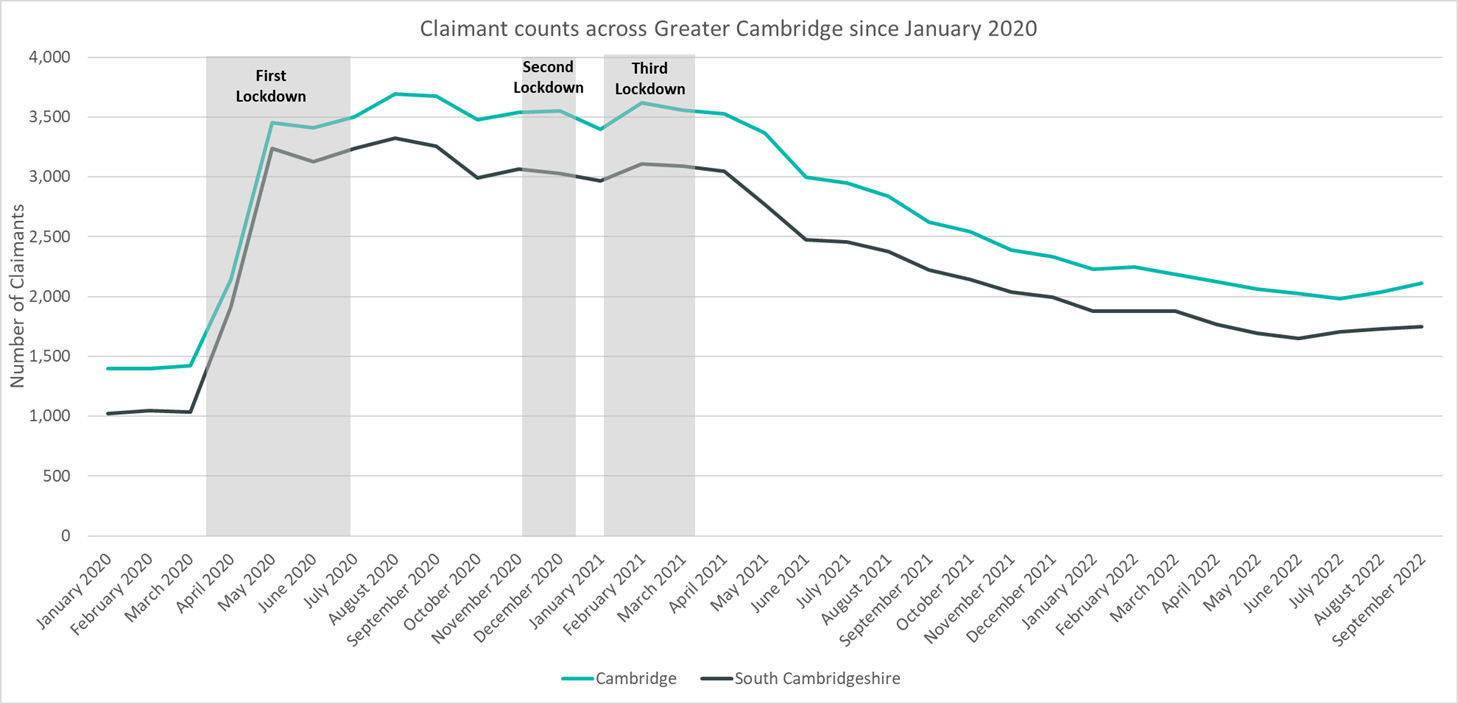 Claimant counts across Greater Cambridge since January 2020
Number of Claimants
4,000
3,500
3,000
2,500
2,000
1,500
1,000
500
0
First
Lockdown
Second
Lockdown
Third
Lockdown
January 2020
February 2020
March 2020
April 2020
May 2020
June 2020
July 2020
August 2020
September 2020
October 2020
November 2020
December 2020
January 2021
February 2021
March 2021
April 2021
May 2021
June 2021
July 2021
August 2021
September 2021
October 2021
November 2021
December 2021
January 2022
February 2022
March 2022
April 2022
May 2022
June 2022
July 2022
August 2022
September 2022
Cambridge
South Cambridgeshire